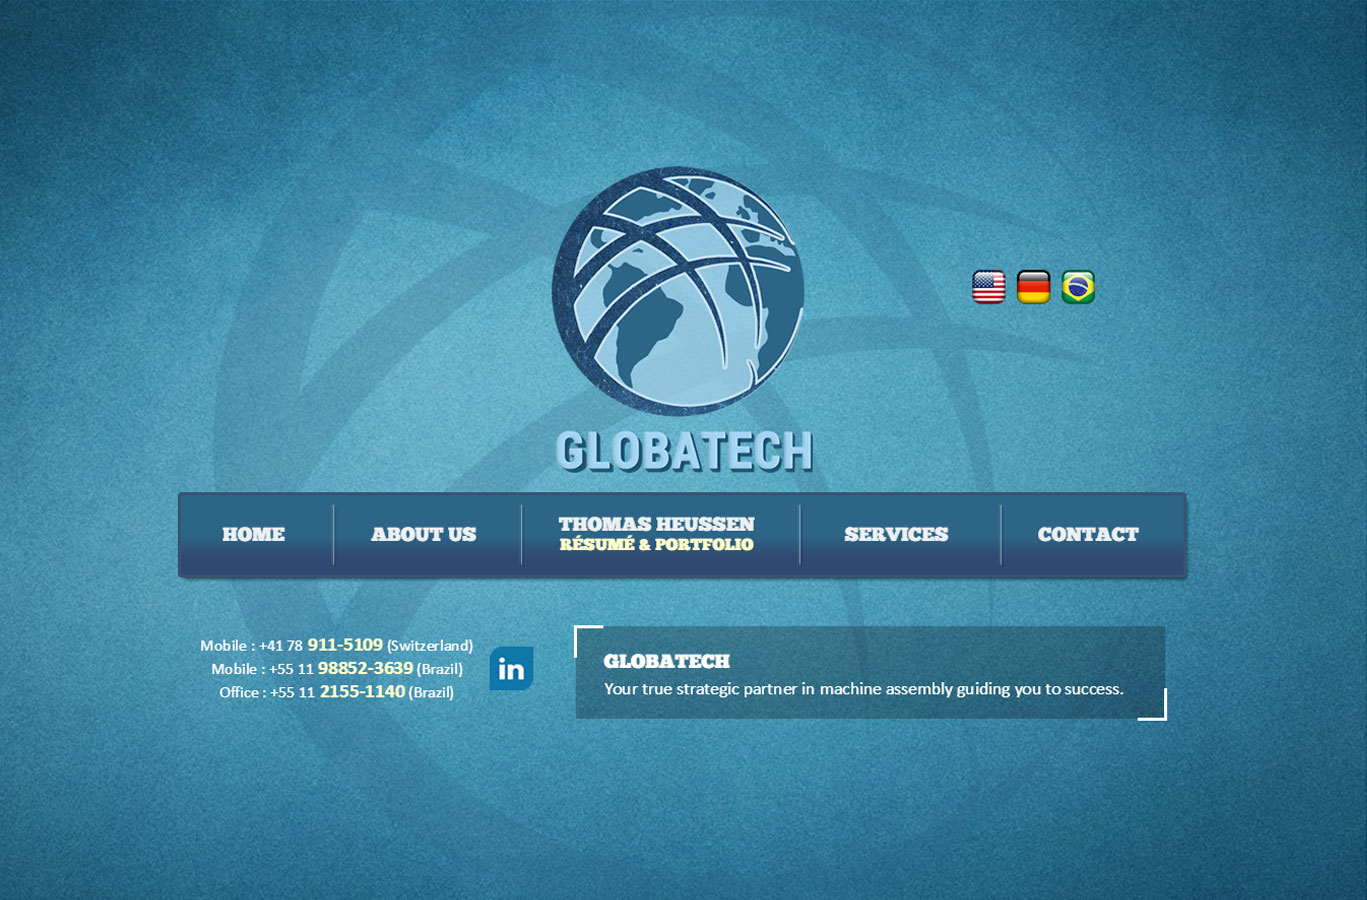 GLOBATECH
HOME
ABOUT US
THOMAS HEUSSEN
RÉSUMÉ & PORTFOLIO
SERVICES
CONTACT
Mobile : +41 78 911-5109 (Switzerland)
Mobile : +55 11 98852-3639 (Brazil)
Office : +55 11 2155-1140 (Brazil)
in
GLOBATECH
Your true strategic partner in machine assembly guiding you to success.